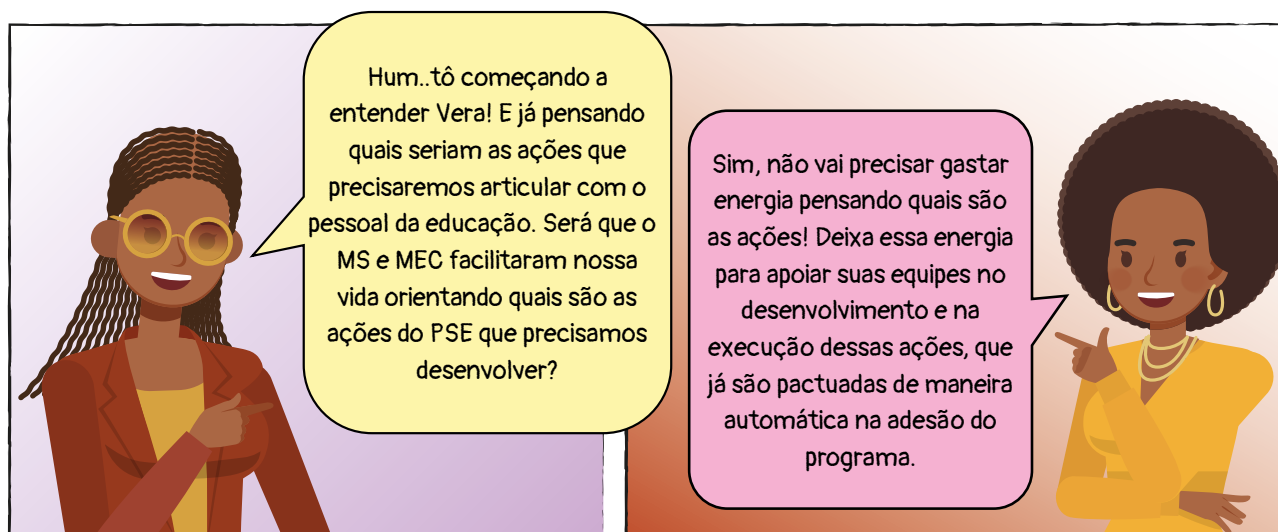 Hum..tô começando a
entender Vera! E já pensando
quais seriam as ações que
precisaremos articular com o
pessoal da educação. Será que o
MS e MEC facilitaram nossa
vida orientando quais são as
ações do PSE que precisamos
desenvolver?
Sim, não vai precisar gastar
energia pensando quais são
as ações! Deixa essa energia
para apoiar suas equipes no
desenvolvimento e na
execução dessas ações, que
já são pactuadas de maneira
automática na adesão do
programa.